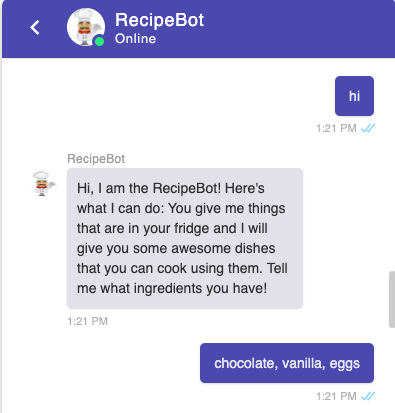 RecipeBot
Online
hi
1:21 PM
RecipeBot
Hi, I am the RecipeBot! Here's
what I can do: You give me things
that are in your fridge and I will
give you some awesome dishes
that you can cook using them. Tell
me what ingredients you have!
1:21 PM
chocolate, vanilla, eggs
1:21 PM